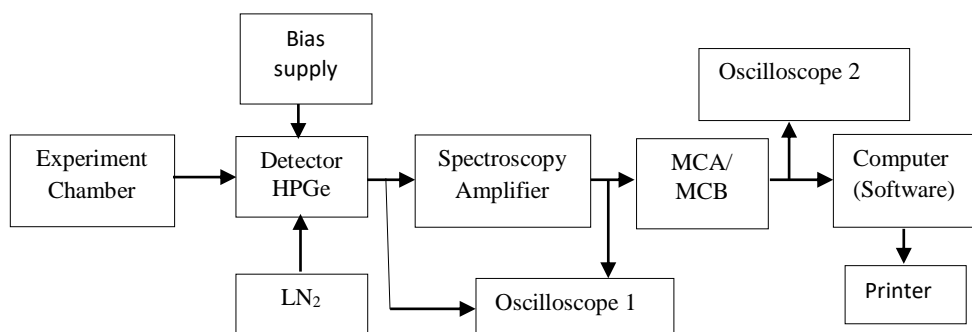 Bias
supply
Oscilloscope 2
Experiment
Chamber
Detector
HPGe
Spectroscopy
Amplifier
MCA/
MCB
Computer
(Software)
LN₂
Oscilloscope 1
Printer